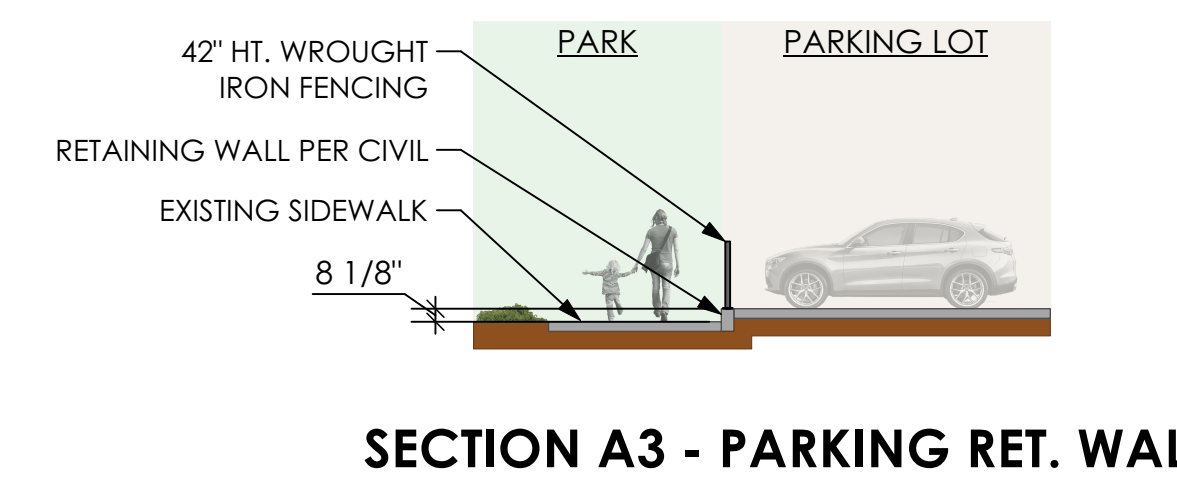 PARK
PARKING LOT
42" HT. WROUGHT
IRON FENCING
RETAINING WALL PER CIVIL
EXISTING SIDEWALK
8 1/8"
SECTION A3 - PARKING RET.